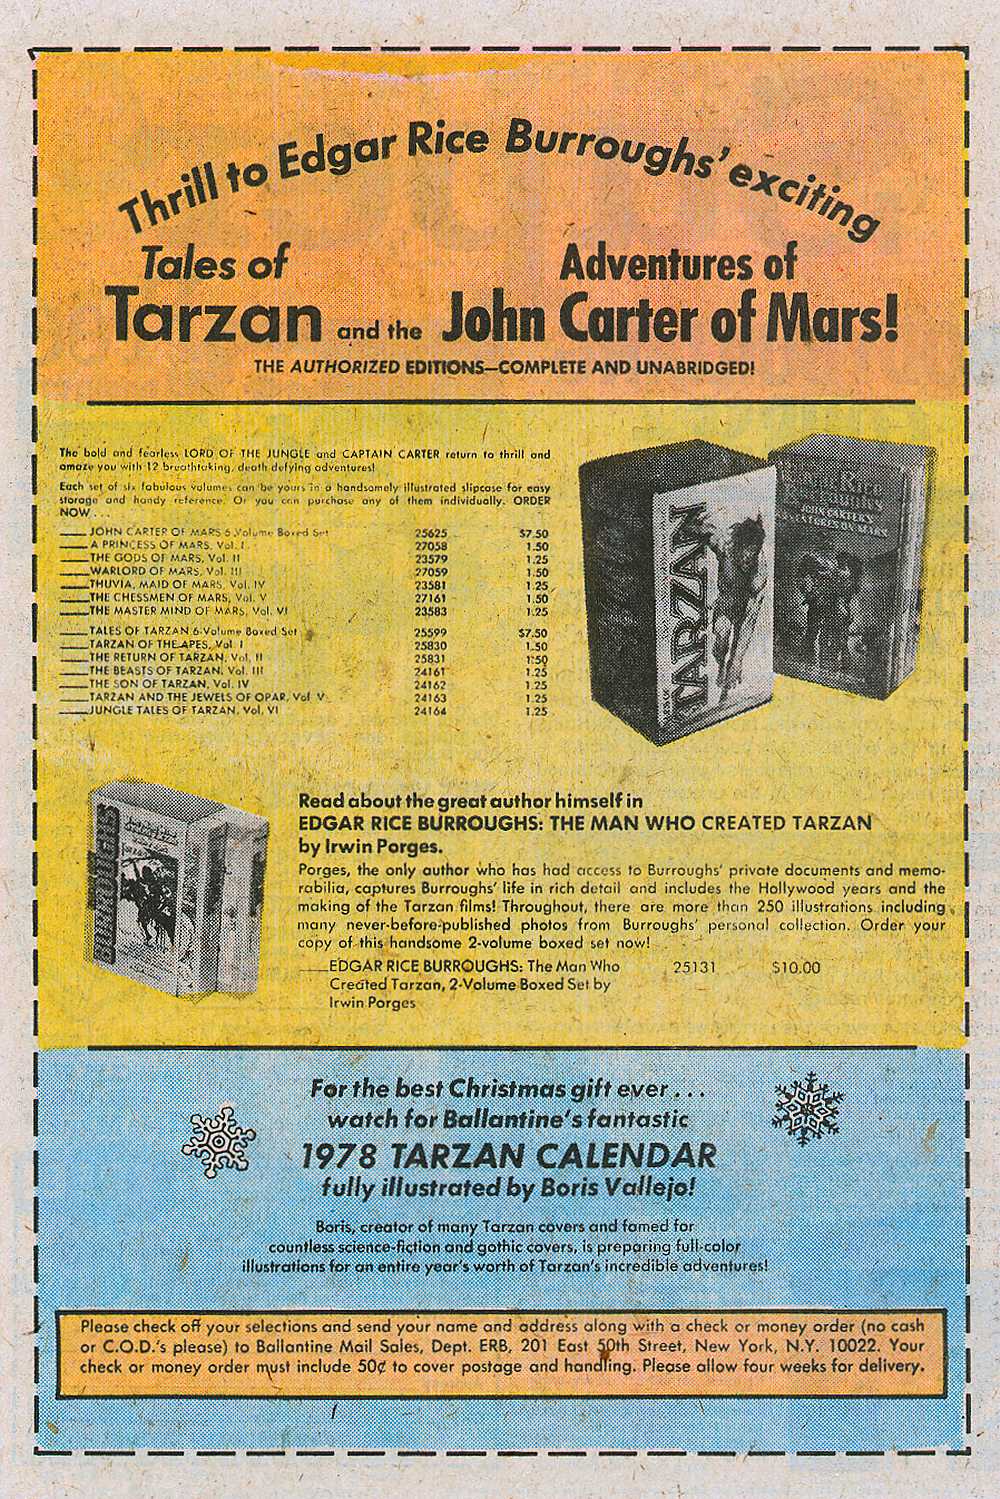 Thrill to Edgar Rice Burroughs' exciting
Tales of
Tarzan and the
Adventures of
John Carter of Mars!
THE AUTHORIZED EDITIONS—COMPLETE AND UNABRIDGED!
The bold and fearless LORD OF THE JUNGLE and CAPTAIN CARTER return to thrill and
amaze you with 12 breathtaking, death defying adventures!
Each set of six fabulous volumes can be yours in a handsomely illustrated slipcase for easy
storage and handy reference. Or you can purchase any of them individually. ORDER
NOW . . .
____JOHN CARTER OF MARS 6 Volume Boxed Set 25625 $7.50
____A PRINCESS OF MARS, Vol. I 27058 1.50
____THE GODS OF MARS, Vol. II 23579 1.25
____WARLORD OF MARS, Vol. III 27059 1.50
____THUVIA, MAID OF MARS, Vol. IV 23581 1.25
____THE CHESSMEN OF MARS, Vol. V 27161 1.50
____THE MASTER MIND OF MARS, Vol. VI 23583 1.25
____TALES OF TARZAN 6-Volume Boxed Set 25599 $7.50
____TARZAN OF THE APES, Vol. I 25830 1.50
____THE RETURN OF TARZAN, Vol. II 25831 1.50
____THE BEASTS OF TARZAN, Vol. III 24161 1.25
____THE SON OF TARZAN, Vol. IV 24162 1.25
____TARZAN AND THE JEWELS OF OPAR, Vol. V 24163 1.25
____JUNGLE TALES OF TARZAN, Vol. VI 24164 1.25
TARZAN
JOHN CARTER'S
ADVENTURES ON MARS
BURROUGHS
Read about the great author himself in
EDGAR RICE BURROUGHS: THE MAN WHO CREATED TARZAN
by Irwin Porges.
Porges, the only author who has had access to Burroughs' private documents and memo-
rabilia, captures Burroughs' life in rich detail and includes the Hollywood years and the
making of the Tarzan films! Throughout, there are more than 250 illustrations including
many never-before-published photos from Burroughs' personal collection. Order your
copy of this handsome 2-volume boxed set now!
____EDGAR RICE BURROUGHS: The Man Who 25131 $10.00
Created Tarzan, 2-Volume Boxed Set by
Irwin Porges
For the best Christmas gift ever . . .
watch for Ballantine's fantastic
1978 TARZAN CALENDAR
fully illustrated by Boris Vallejo!
Boris, creator of many Tarzan covers and famed for
countless science-fiction and gothic covers, is preparing full-color
illustrations for an entire year's worth of Tarzan's incredible adventures!
Please check off your selections and send your name and address along with a check or money order (no cash
or C.O.D.'s please) to Ballantine Mail Sales, Dept. ERB, 201 East 50th Street, New York, N.Y. 10022. Your
check or money order must include 50¢ to cover postage and handling. Please allow four weeks for delivery.